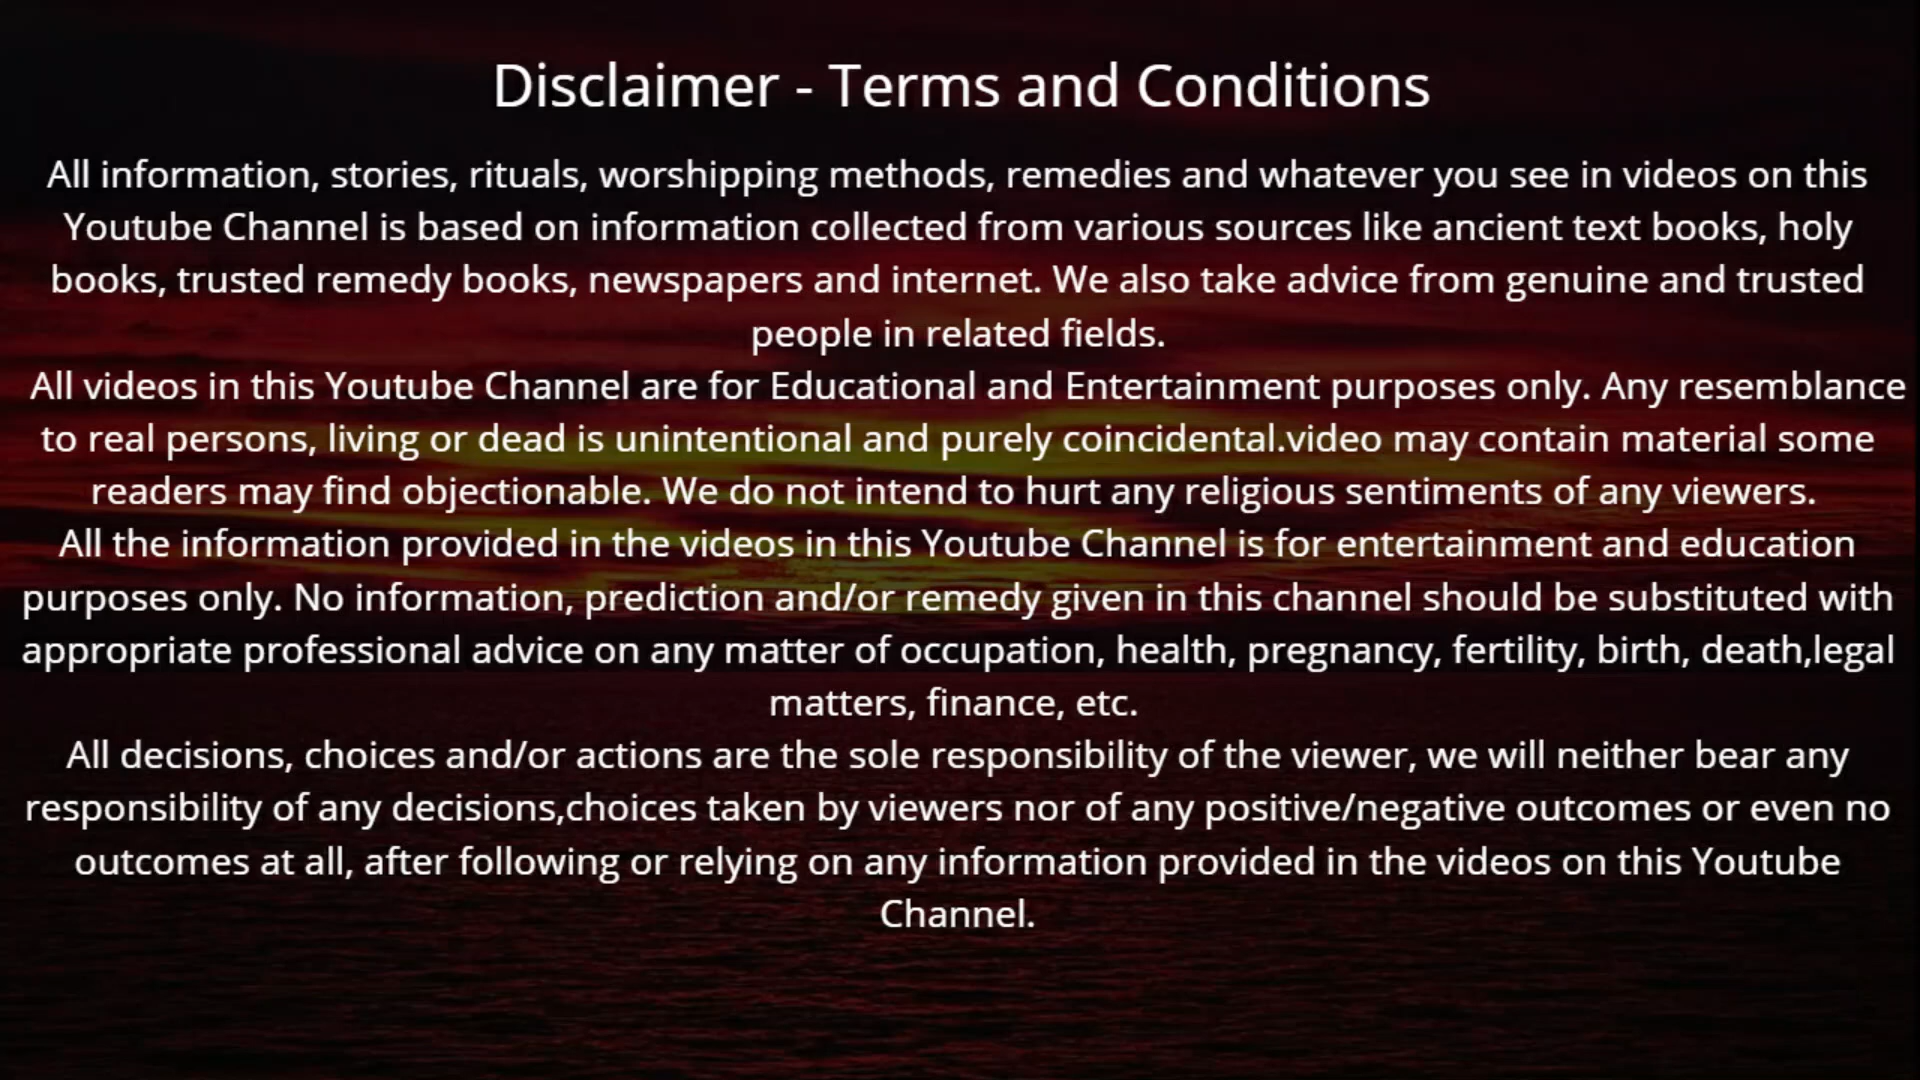 Disclaimer - Terms and Conditions
All information, stories, rituals, worshipping methods, remedies and whatever you see in videos on this
Youtube Channel is based on information collected from various sources like ancient text books, holy
books, trusted remedy books, newspapers and internet. We also take advice from genuine and trusted
people in related fields.
All videos in this Youtube Channel are for Educational and Entertainment purposes only. Any resemblance
to real persons, living or dead is unintentional and purely coincidental.video may contain material some
readers may find objectionable. We do not intend to hurt any religious sentiments of any viewers.
All the information provided in the videos in this Youtube Channel is for entertainment and education
purposes only. No information, prediction and/or remedy given in this channel should be substituted with
appropriate professional advice on any matter of occupation, health, pregnancy, fertility, birth, death,legal
matters, finance, etc.
All decisions, choices and/or actions are the sole responsibility of the viewer, we will neither bear any
responsibility of any decisions,choices taken by viewers nor of any positive/negative outcomes or even no
outcomes at all, after following or relying on any information provided in the videos on this Youtube
Channel.